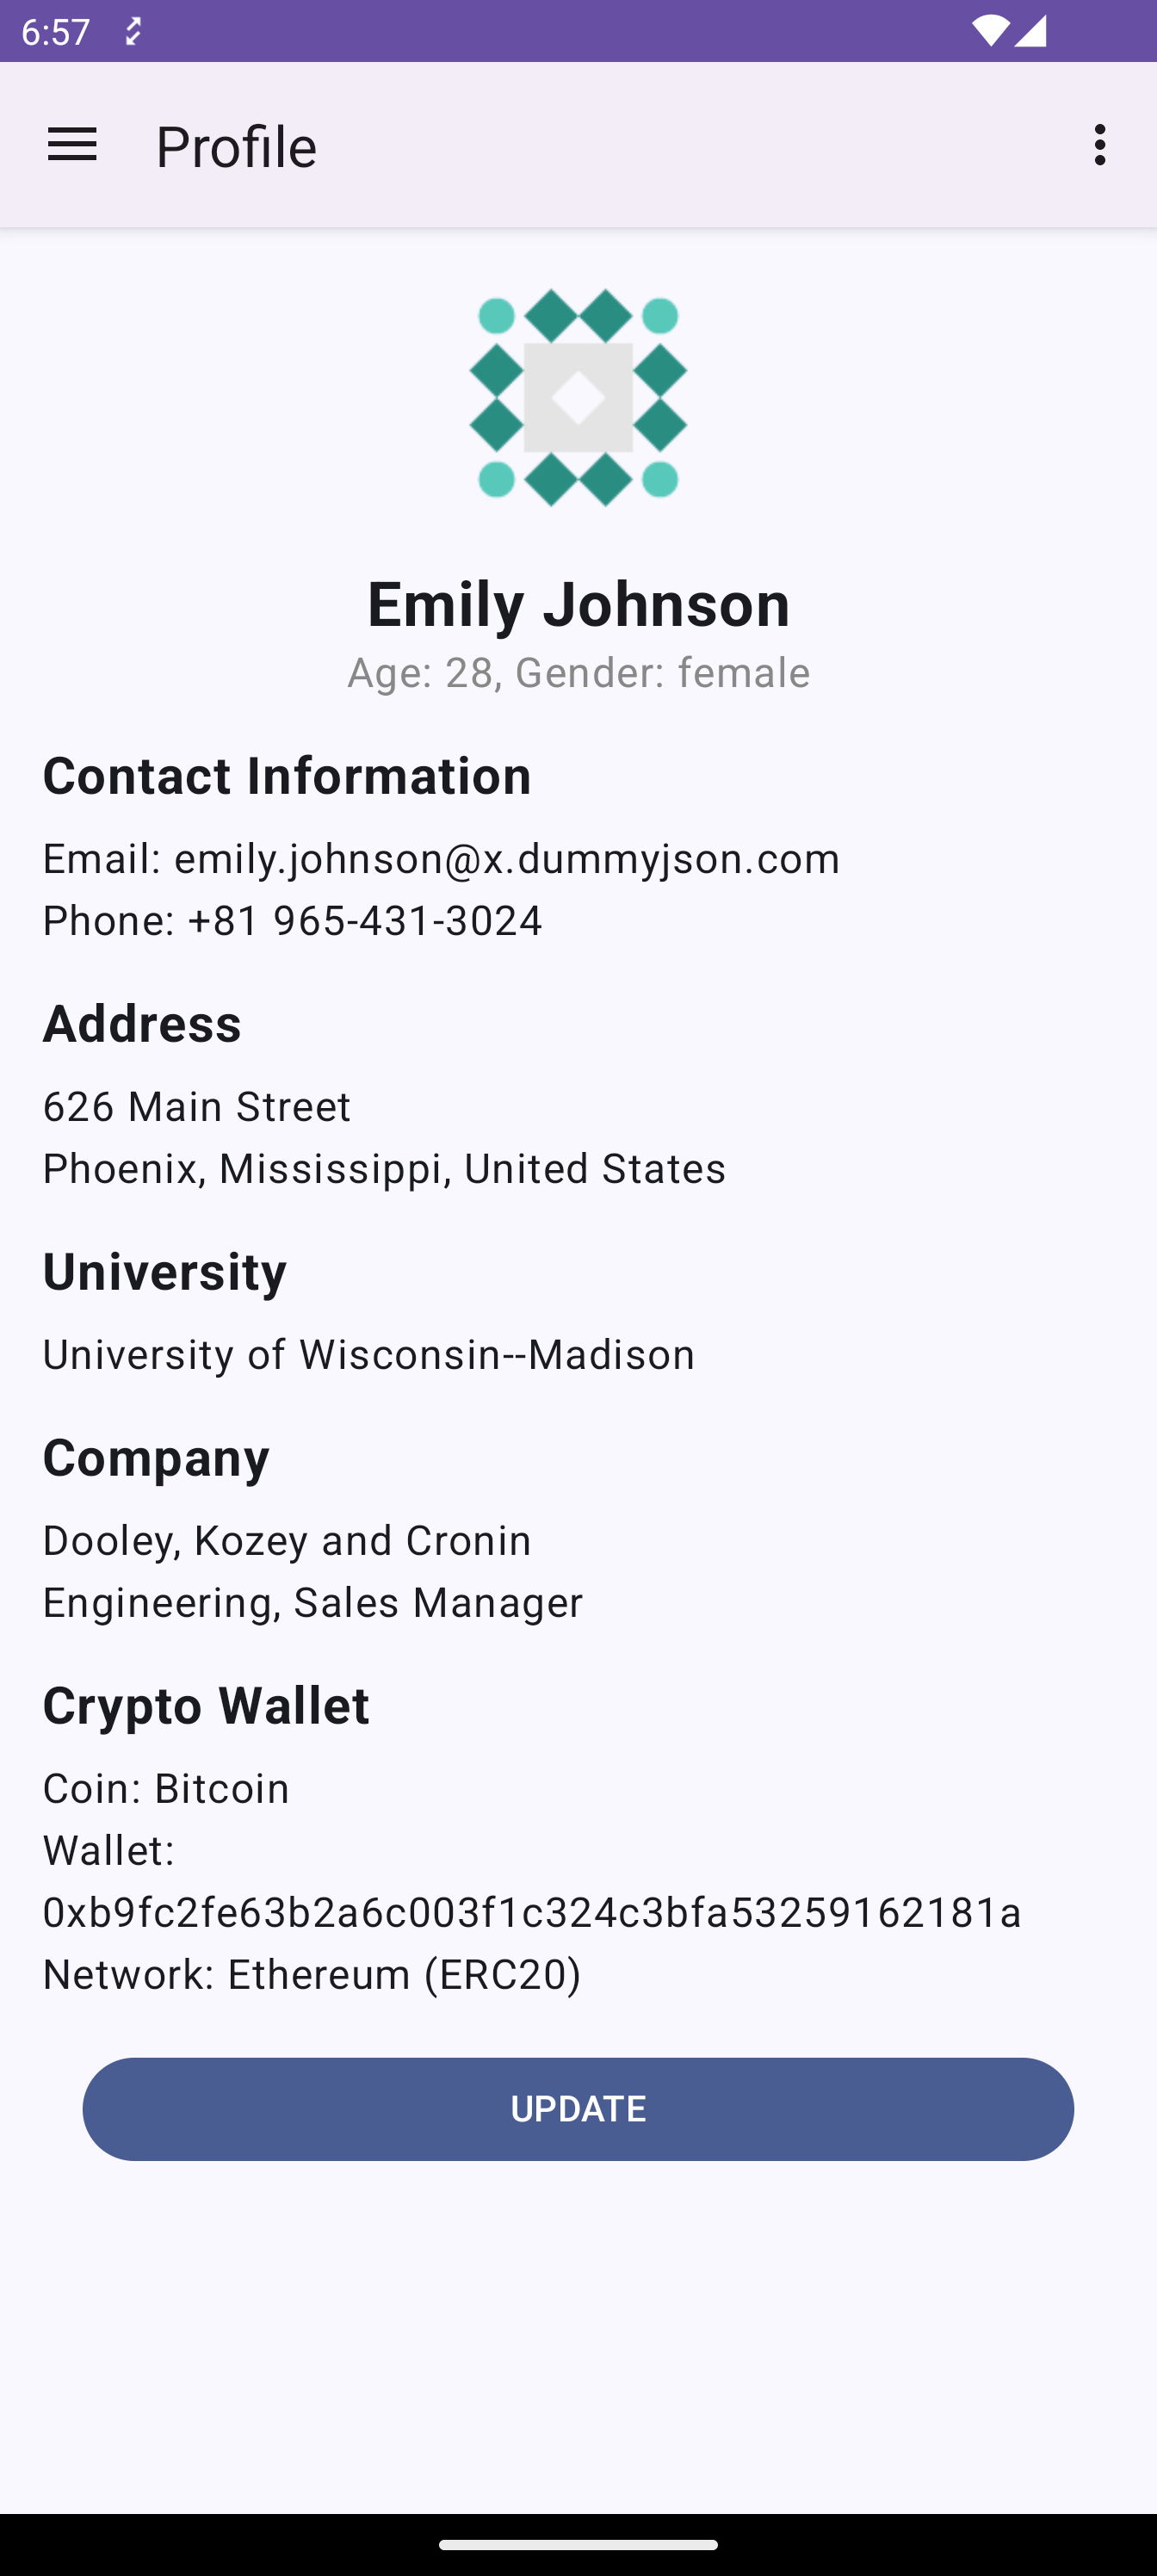 6:57
Profile
Emily Johnson
Age: 28, Gender: female
Contact Information
Email: emily.johnson@x.dummyjson.com
Phone: +81 965-431-3024
Address
626 Main Street
Phoenix, Mississippi, United States
University
University of Wisconsin--Madison
Company
Dooley, Kozey and Cronin
Engineering, Sales Manager
Crypto Wallet
Coin: Bitcoin
Wallet:
0xb9fc2fe63b2a6c003f1c324c3bfa53259162181a
Network: Ethereum (ERC20)
UPDATE